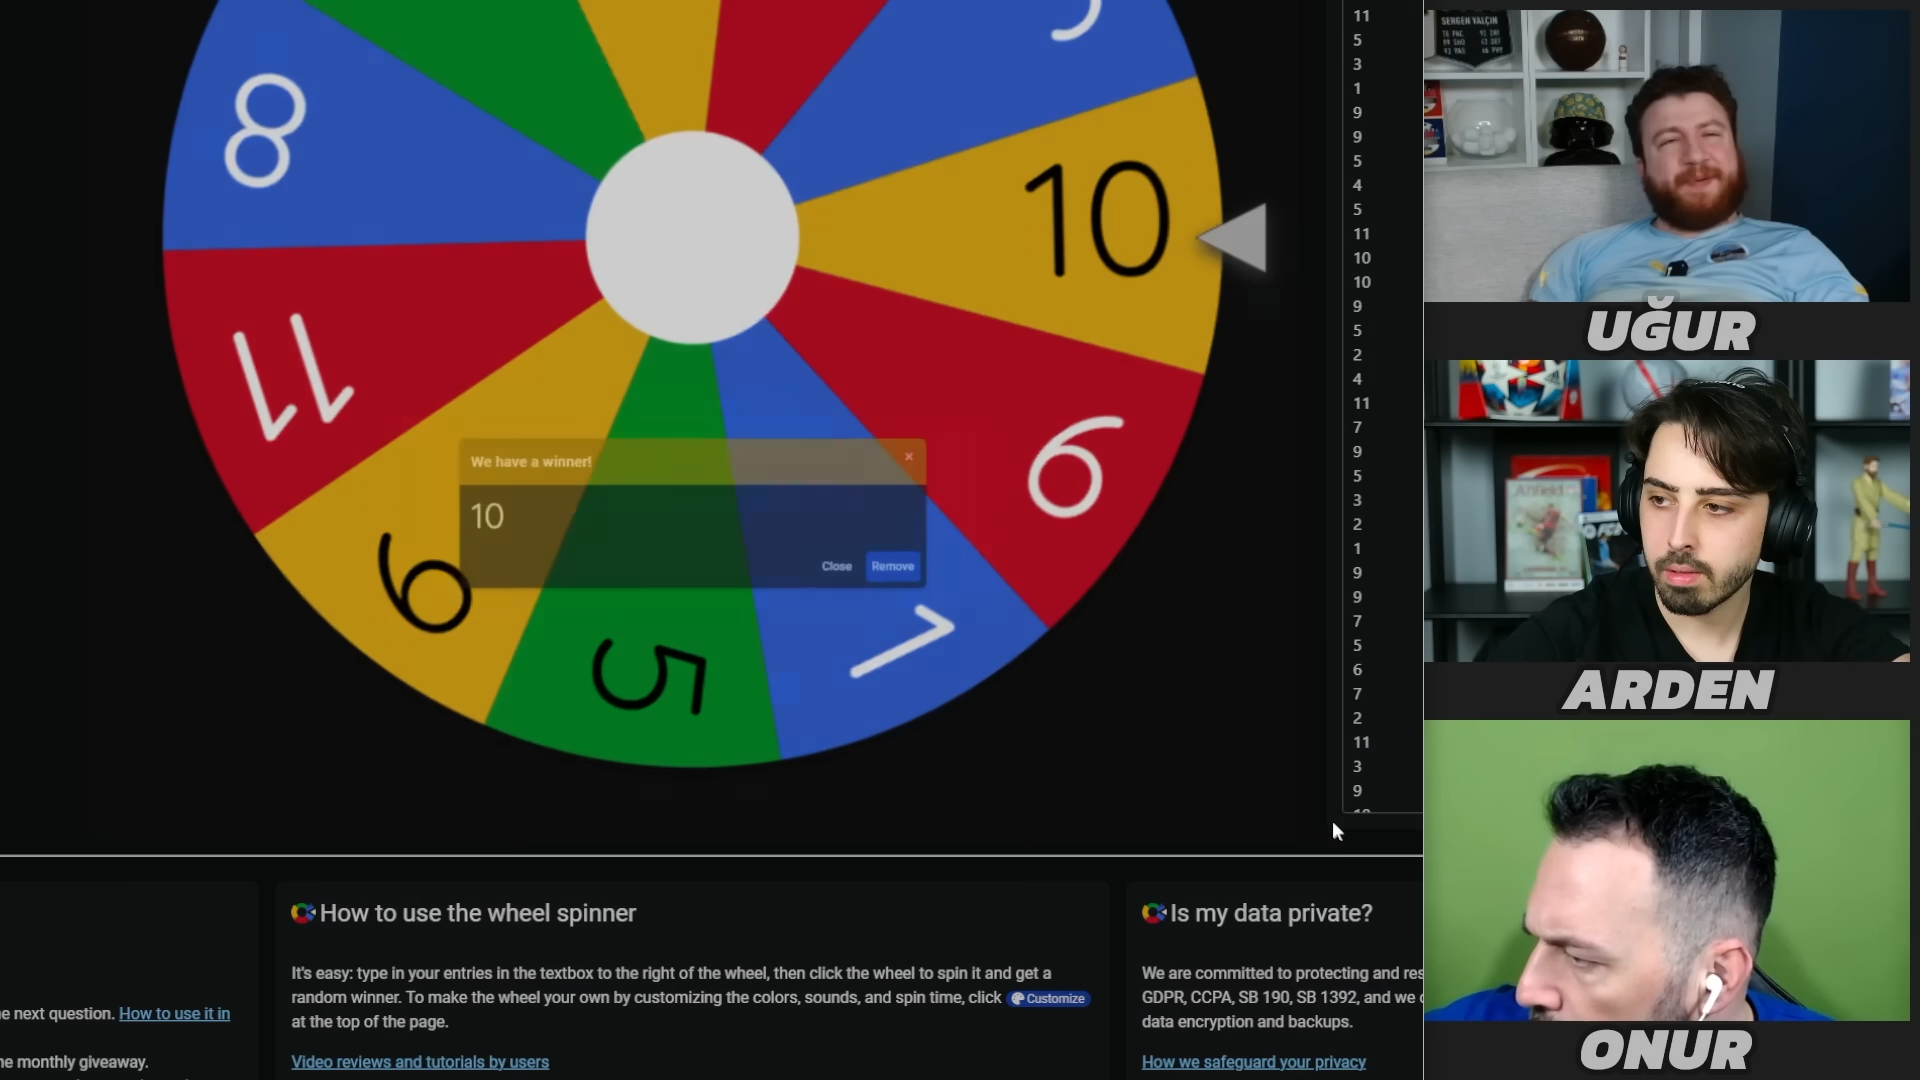 8
11
9
5
7
9
10
We have a winner!
×
10
Close
Remove
11
5
3
1
9
9
5
4
5
11
10
10
9
5
2
4
11
7
9
5
3
2
1
9
9
7
5
6
7
2
11
3
9
SERGEN YALÇIN
UĞUR
ARDEN
ONUR
e next question. How to use it in
ne monthly giveaway.
How to use the wheel spinner
It's easy: type in your entries in the textbox to the right of the wheel, then click the wheel to spin it and get a
random winner. To make the wheel your own by customizing the colors, sounds, and spin time, click Customize
at the top of the page.
Video reviews and tutorials by users
Is my data private?
We are committed to protecting and res
GDPR, CCPA, SB 190, SB 1392, and we
data encryption and backups.
How we safeguard your privacy